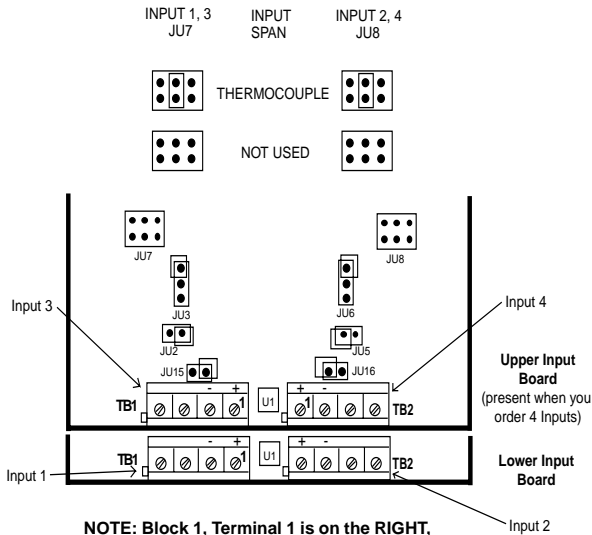 INPUT 1, 3 INPUT INPUT 2, 4
JU7 SPAN JU8
THERMOCOUPLE
NOT USED
JU7 JU8
JU3 JU6
Input 3 Input 4
JU2 JU5
JU15 JU16
Upper Input
Board
(present when you
order 4 Inputs)
- + + -
TB1 1 U1 1 TB2
- + + -
TB1 1 U1 TB2
Lower Input
Board
Input 1
Input 2
NOTE: Block 1, Terminal 1 is on the RIGHT,